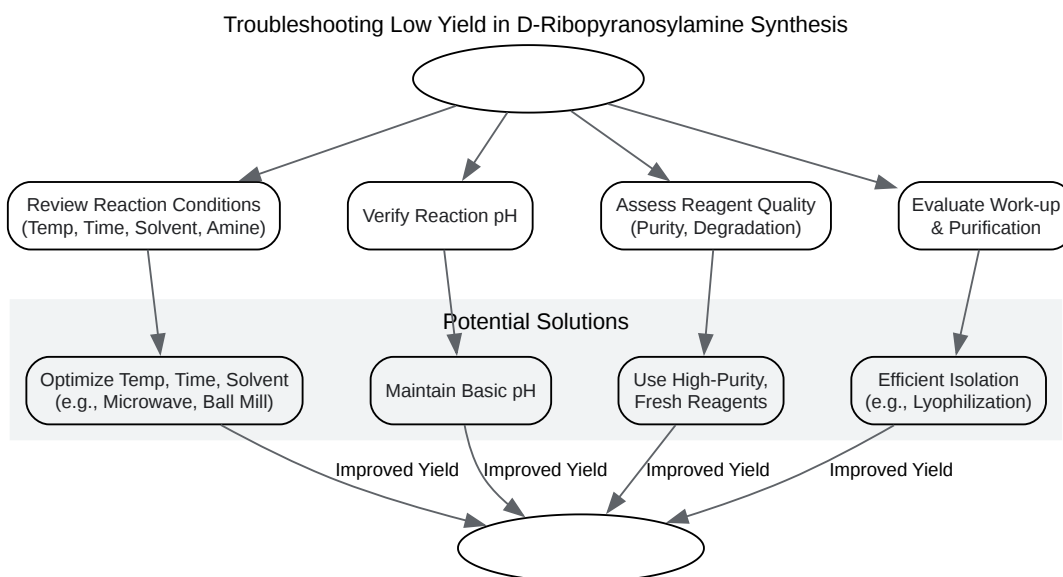 Troubleshooting Low Yield in D-Ribopyranosylamine Synthesis
Review Reaction Conditions
(Temp, Time, Solvent, Amine)
Verify Reaction pH
Assess Reagent Quality
(Purity, Degradation)
Evaluate Work-up
& Purification
Potential Solutions
Optimize Temp, Time, Solvent
(e.g., Microwave, Ball Mill)
Maintain Basic pH
Use High-Purity,
Fresh Reagents
Efficient Isolation
(e.g., Lyophilization)
Improved Yield
Improved Yield
Improved Yield
Improved Yield